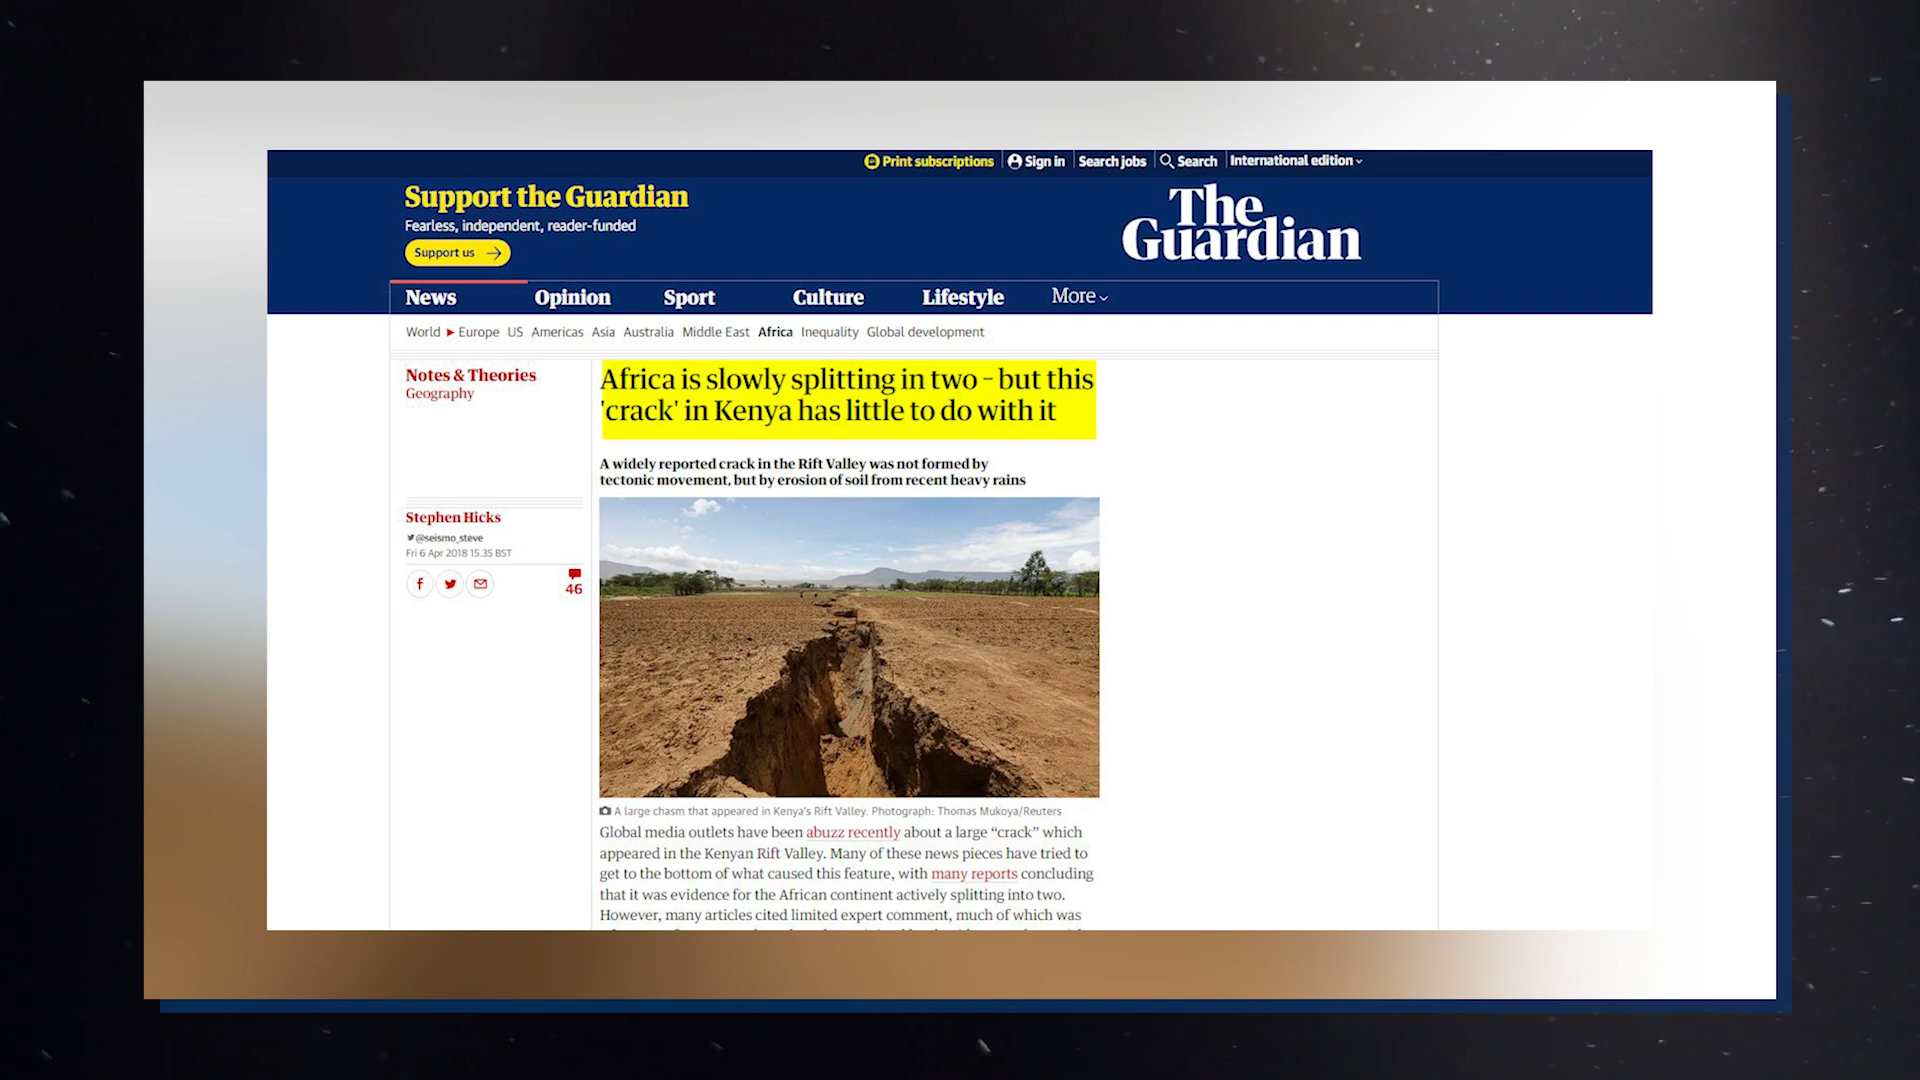 Print subscriptions Sign in Search jobs Search International edition
Support the Guardian
Fearless, independent, reader-funded
Support us
The
Guardian
News Opinion Sport Culture Lifestyle More
World Europe US Americas Asia Australia Middle East Africa Inequality Global development
Notes & Theories
Geography
Africa is slowly splitting in two – but this
'crack' in Kenya has little to do with it
A widely reported crack in the Rift Valley was not formed by
tectonic movement, but by erosion of soil from recent heavy rains
Stephen Hicks
@seismo_steve
Fri 6 Apr 2018 15.35 BST
46
A large chasm that appeared in Kenya's Rift Valley. Photograph: Thomas Mukoya/Reuters
Global media outlets have been abuzz recently about a large “crack” which
appeared in the Kenyan Rift Valley. Many of these news pieces have tried to
get to the bottom of what caused this feature, with many reports concluding
that it was evidence for the African continent actively splitting into two.
However, many articles cited limited expert comment, much of which was